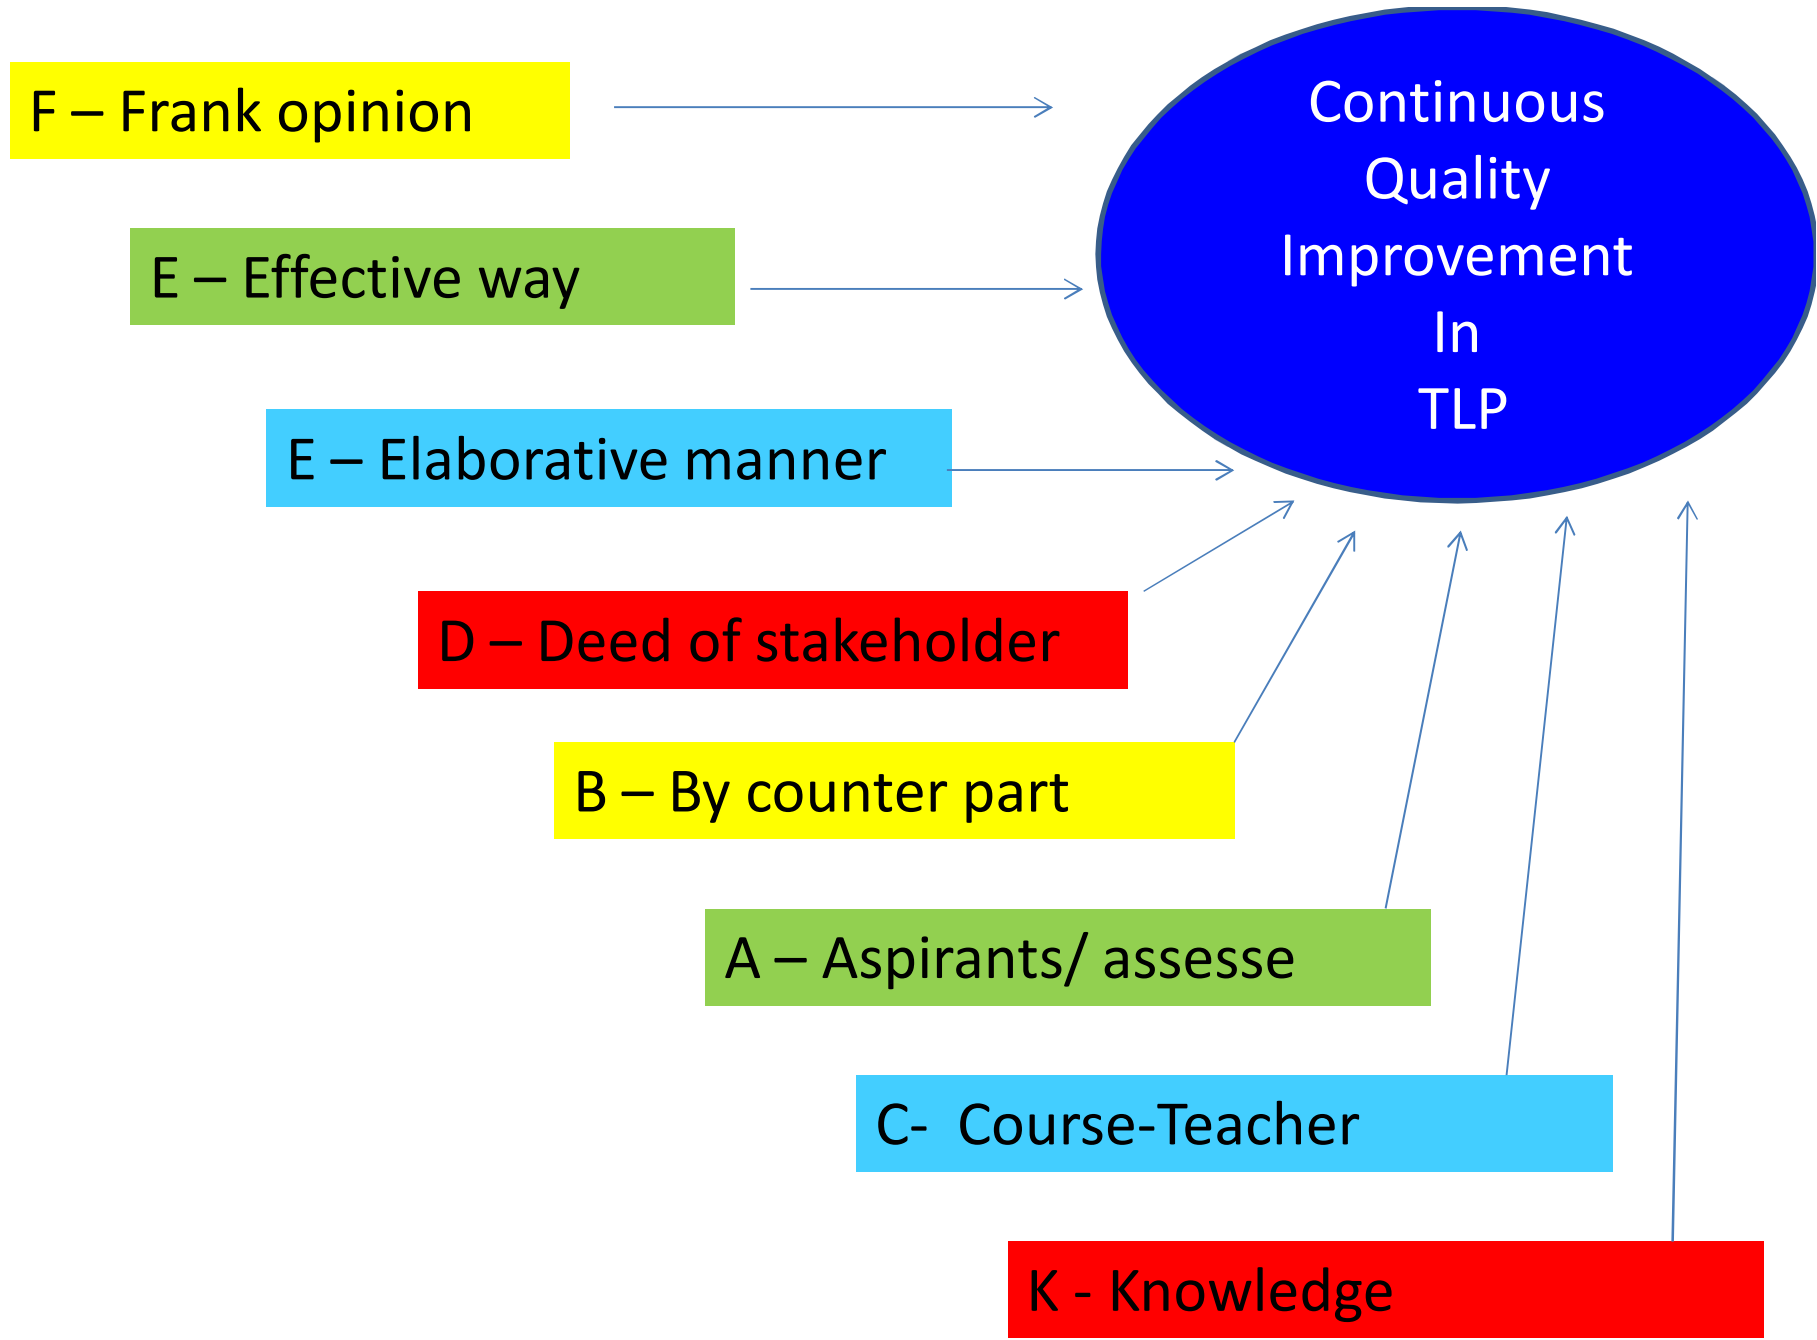 F – Frank opinion
E – Effective way
E – Elaborative manner
D – Deed of stakeholder
B – By counter part
A – Aspirants/ assesse
C-  Course-Teacher
K - Knowledge
Continuous
Quality
Improvement
In
TLP